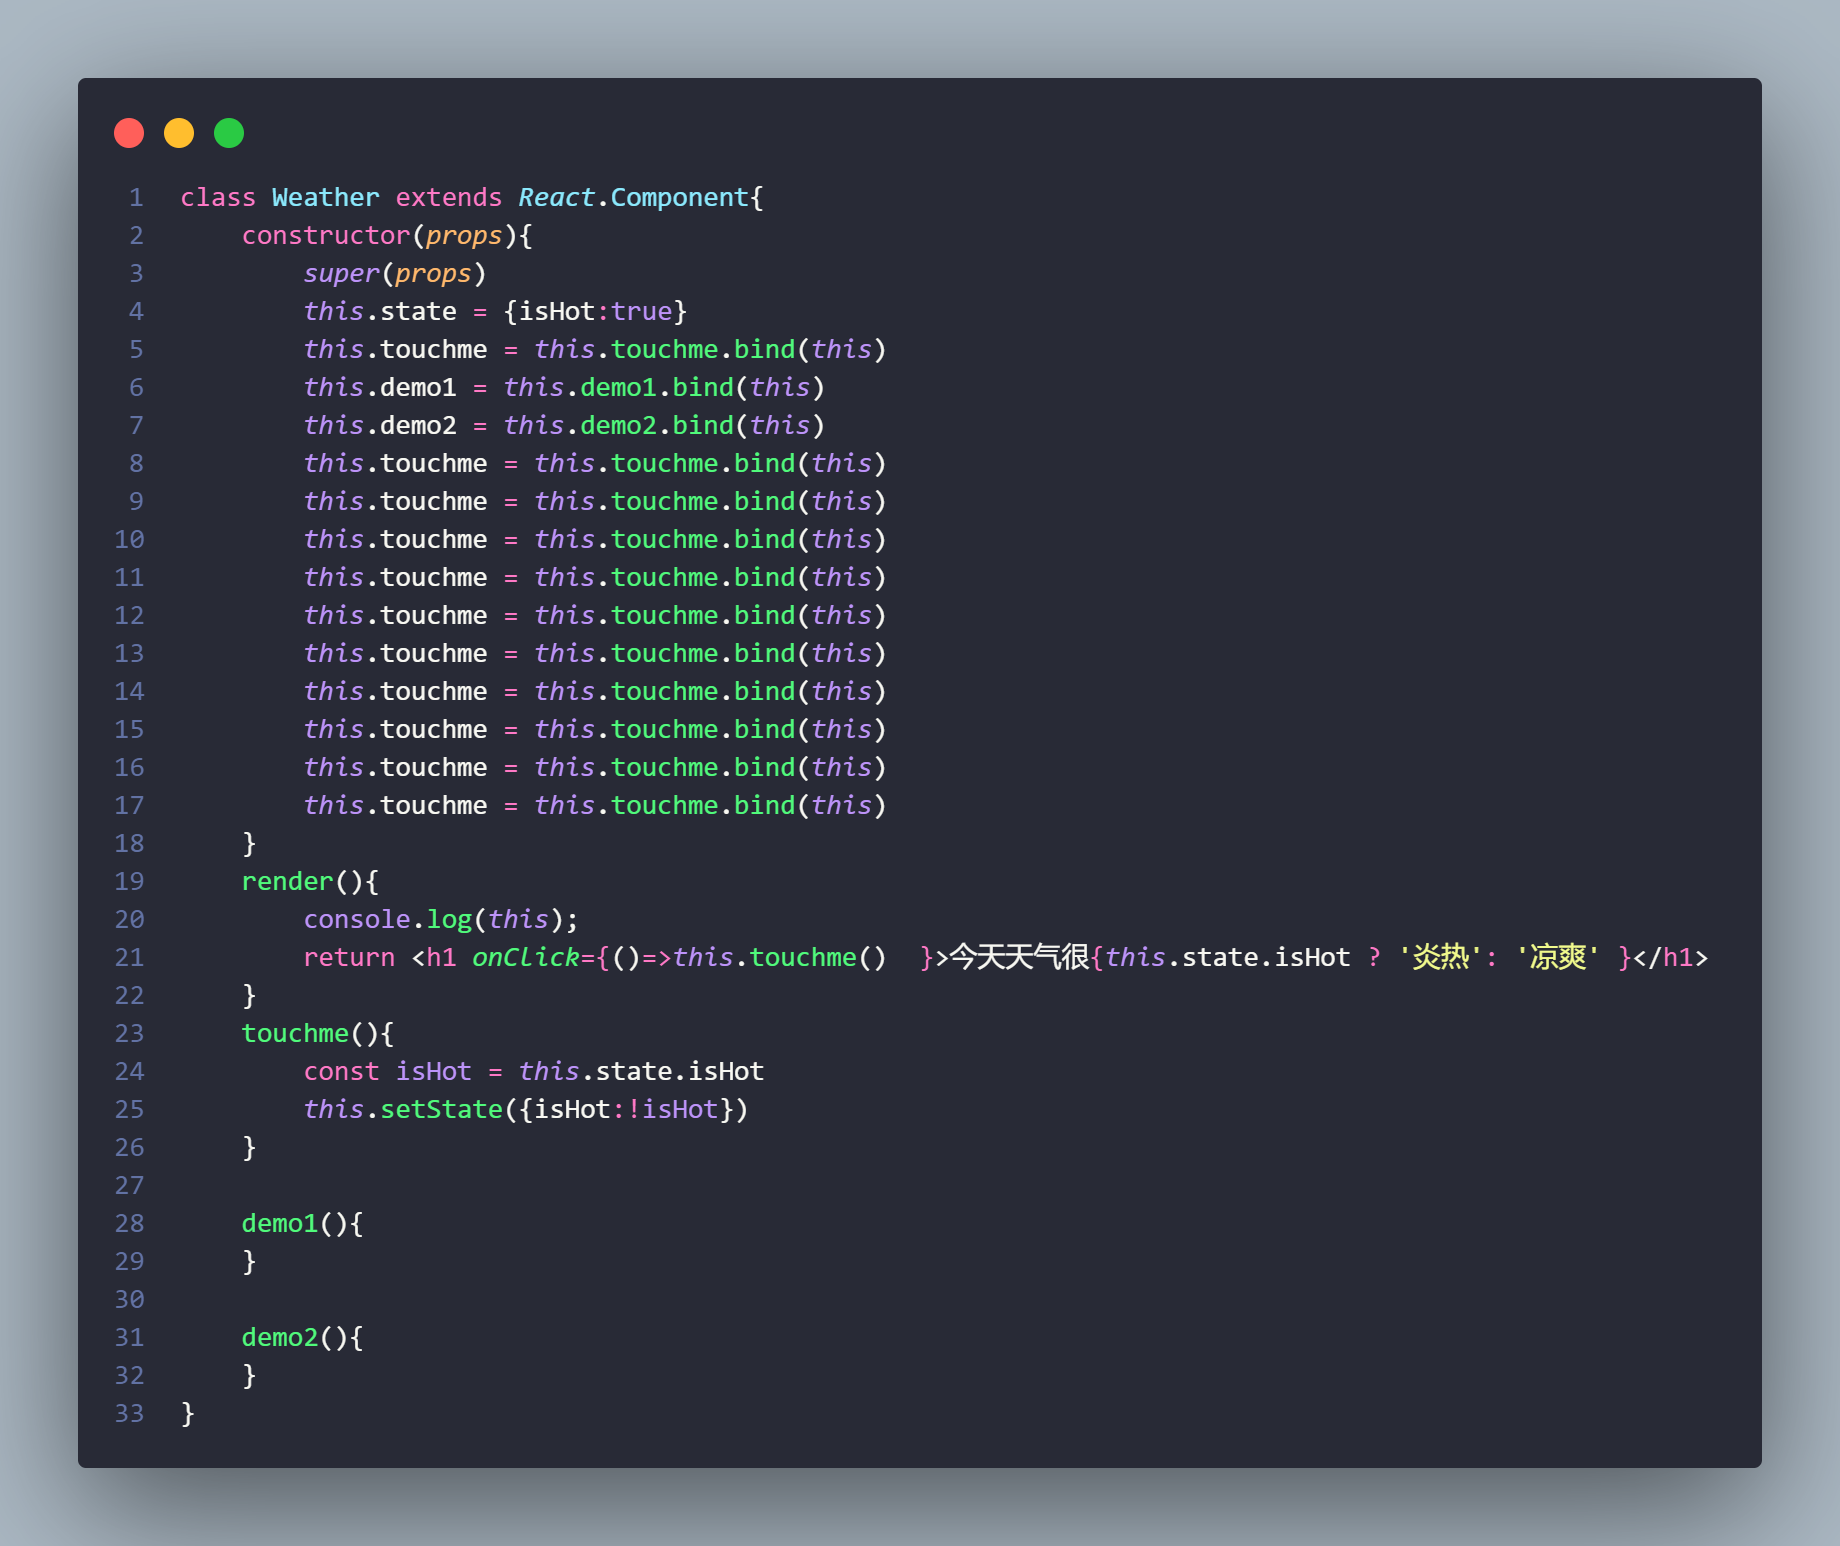 1 class Weather extends React.Component{
2     constructor(props){
3         super(props)
4         this.state = {isHot:true}
5         this.touchme = this.touchme.bind(this)
6         this.demo1 = this.demo1.bind(this)
7         this.demo2 = this.demo2.bind(this)
8         this.touchme = this.touchme.bind(this)
9         this.touchme = this.touchme.bind(this)
10         this.touchme = this.touchme.bind(this)
11         this.touchme = this.touchme.bind(this)
12         this.touchme = this.touchme.bind(this)
13         this.touchme = this.touchme.bind(this)
14         this.touchme = this.touchme.bind(this)
15         this.touchme = this.touchme.bind(this)
16         this.touchme = this.touchme.bind(this)
17         this.touchme = this.touchme.bind(this)
18     }
19     render(){
20         console.log(this);
21         return <h1 onClick={()=>this.touchme()  }>今天天气很{this.state.isHot ? '炎热': '凉爽' }</h1>
22     }
23     touchme(){
24         const isHot = this.state.isHot
25         this.setState({isHot:!isHot})
26     }
27
28     demo1(){
29     }
30
31     demo2(){
32     }
33 }